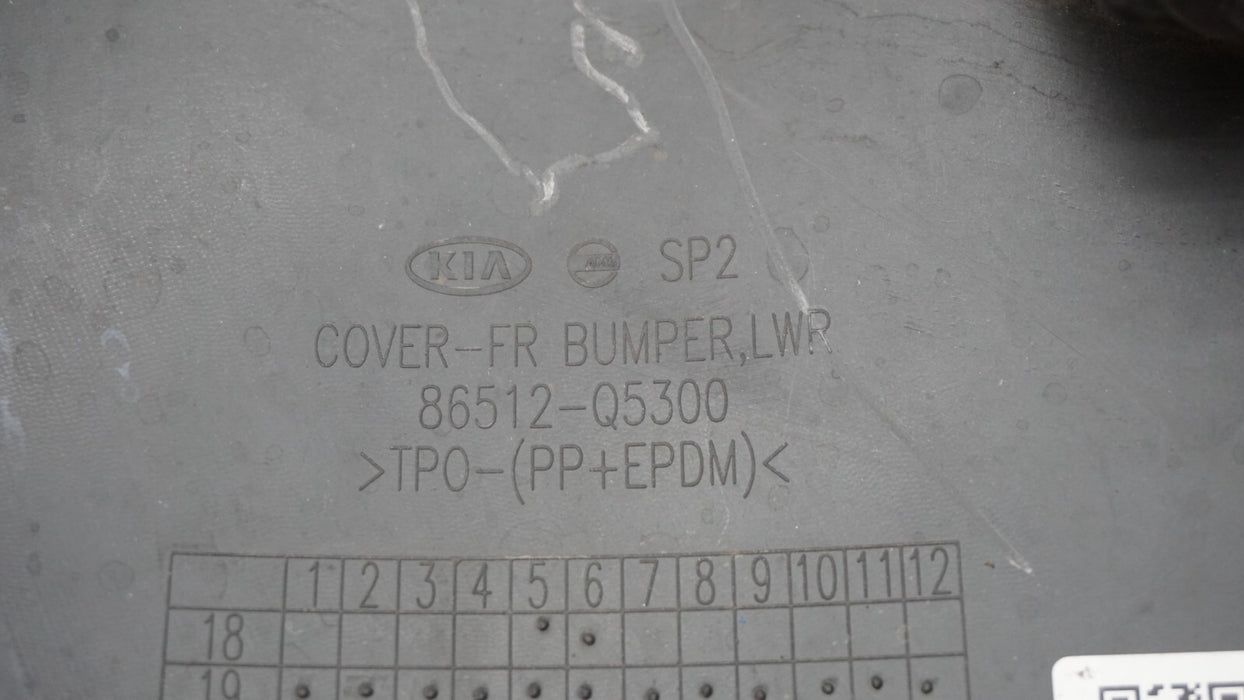 KIA SP2
COVER-FR BUMPER,LWR
86512-Q5300
>TPO-(PP+EPDM)<
1 2 3 4 5 6 7 8 9 10 11 12
18
19